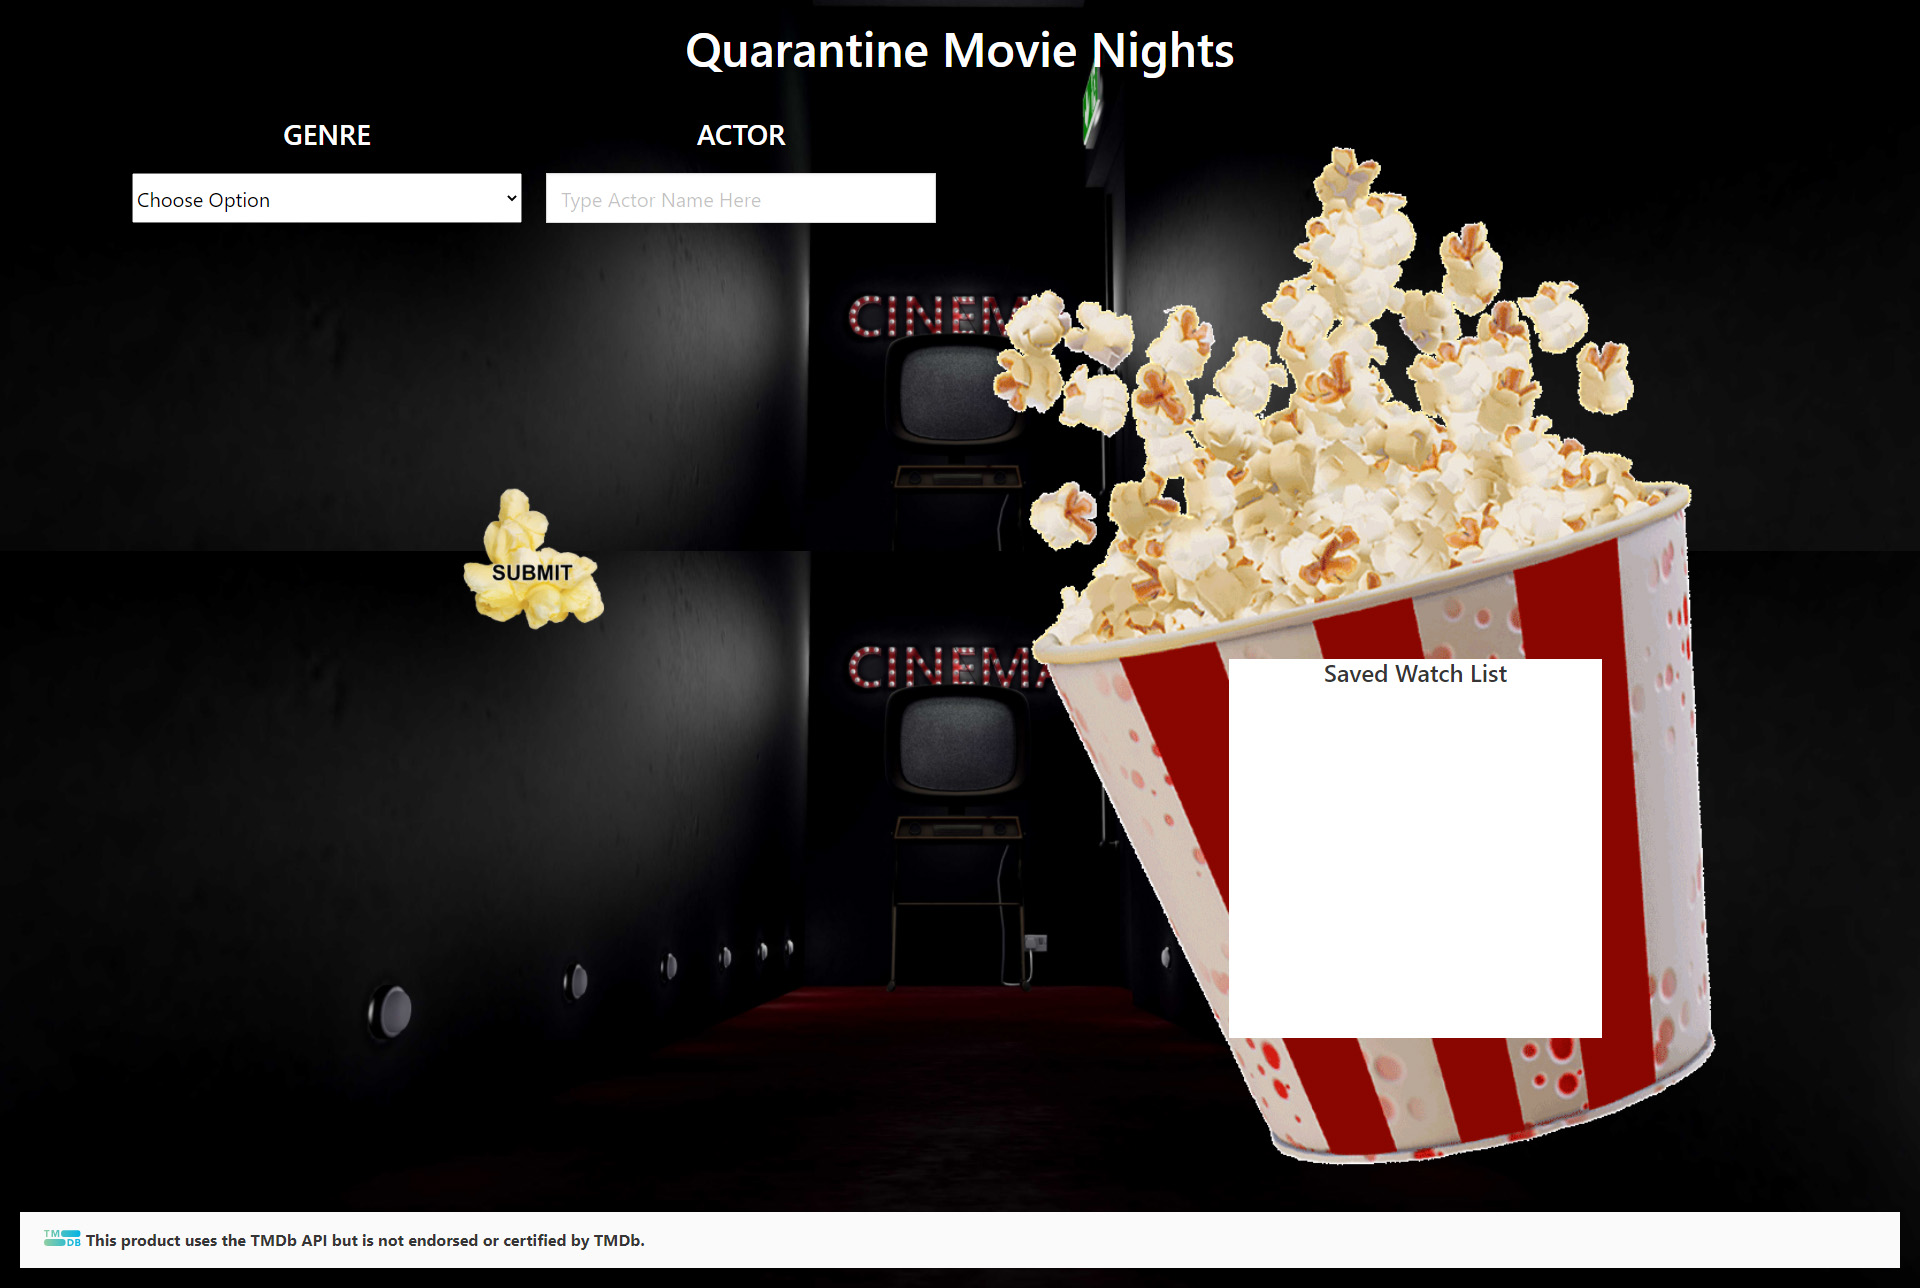 Quarantine Movie Nights
GENRE
ACTOR
Choose Option
Type Actor Name Here
CINEM
SUBMIT
CINEMA
Saved Watch List
TMDB This product uses the TMDb API but is not endorsed or certified by TMDb.